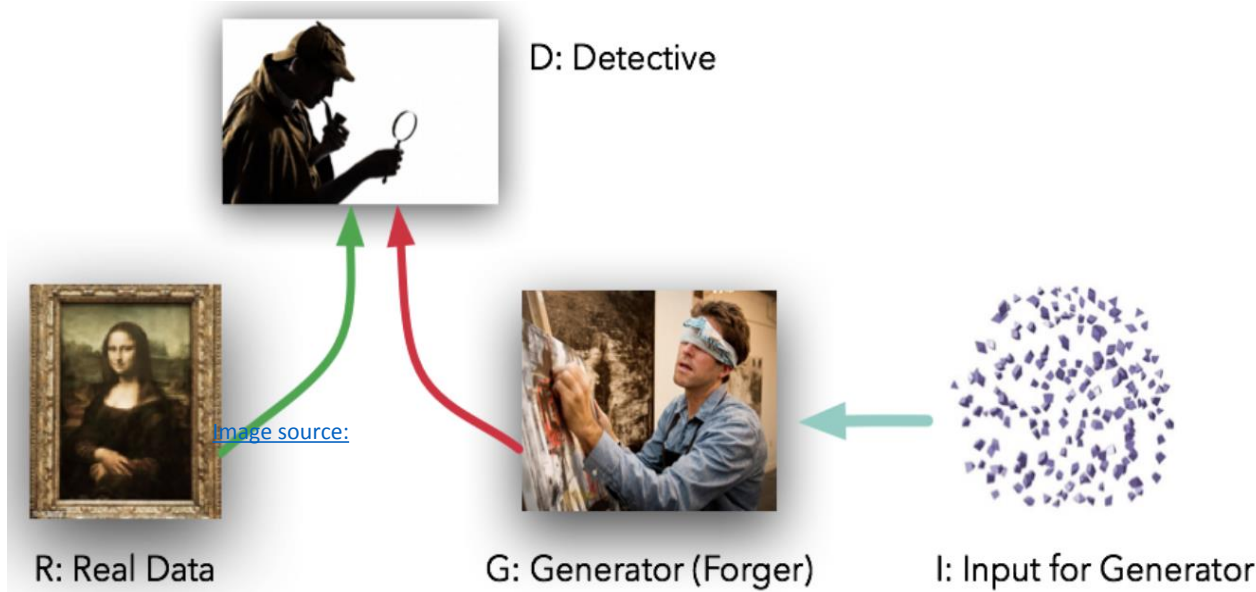 D: Detective
Image source:
R: Real Data
G: Generator (Forger)
I: Input for Generator